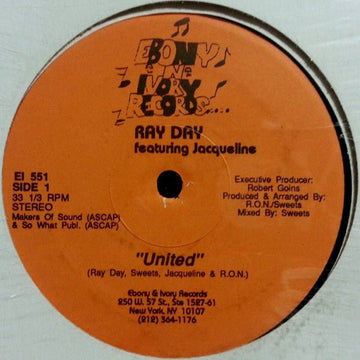 EBONY
&
IVORY
RECORDS.....
RAY DAY
featuring Jacqueline
EI 551
SIDE 1
33 1/3 RPM
STEREO
Makers Of Sound (ASCAP)
& So What Publ. (ASCAP)
Executive Producer:
Robert Goins
Produced & Arranged By:
R.O.N./Sweets
Mixed By: Sweets
"United"
(Ray Day, Sweets, Jacqueline & R.O.N.)
Ebony & Ivory Records
250 W. 57 St., Ste 1527-61
New York, NY 10107
(212) 364-1176